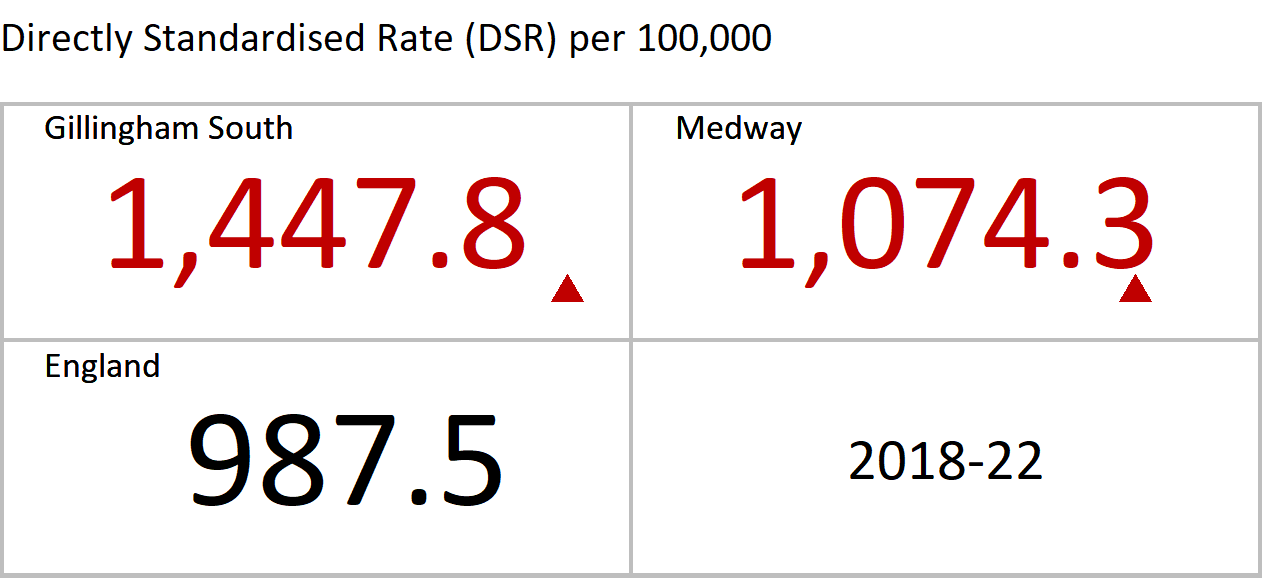 Directly Standardised Rate (DSR) per 100,000
Gillingham South
1,447.8
Medway
1,074.3
England
987.5
2018-22